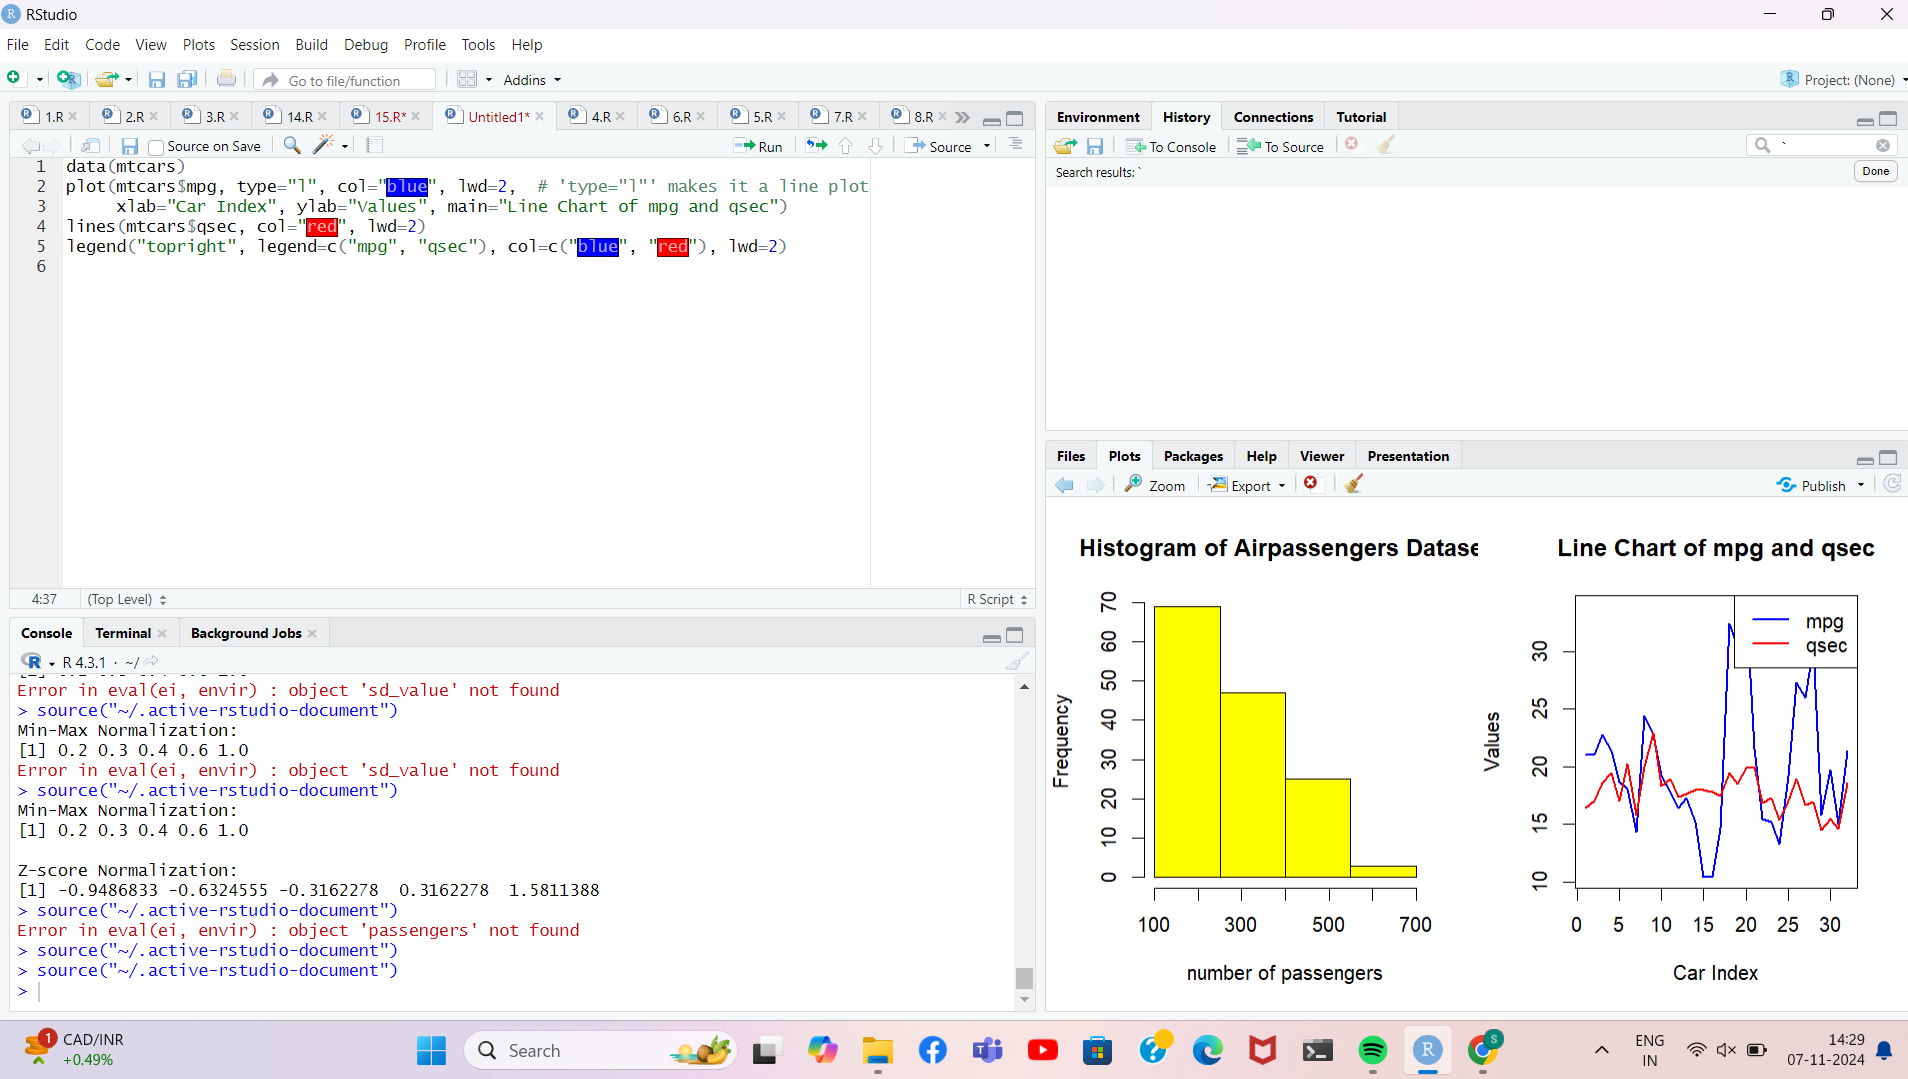 RStudio
File Edit Code View Plots Session Build Debug Profile Tools Help
Go to file/function Addins Project: (None)
1.R 2.R 3.R 14.R 15.R* Untitled1* 4.R 6.R 5.R 7.R 8.R
Source on Save Run Source
1 data(mtcars)
2 plot(mtcars$mpg, type="l", col="blue", lwd=2, # 'type="l"' makes it a line plot
3 xlab="Car Index", ylab="Values", main="Line Chart of mpg and qsec")
4 lines(mtcars$qsec, col="red", lwd=2)
5 legend("topright", legend=c("mpg", "qsec"), col=c("blue", "red"), lwd=2)
6
4:37 (Top Level) R Script
Console Terminal Background Jobs
R 4.3.1 · ~/
Error in eval(ei, envir) : object 'sd_value' not found
> source("~/.active-rstudio-document")
Min-Max Normalization:
[1] 0.2 0.3 0.4 0.6 1.0
Error in eval(ei, envir) : object 'sd_value' not found
> source("~/.active-rstudio-document")
Min-Max Normalization:
[1] 0.2 0.3 0.4 0.6 1.0
Z-score Normalization:
[1] -0.9486833 -0.6324555 -0.3162278 0.3162278 1.5811388
> source("~/.active-rstudio-document")
Error in eval(ei, envir) : object 'passengers' not found
> source("~/.active-rstudio-document")
> source("~/.active-rstudio-document")
>
Environment History Connections Tutorial
To Console To Source `
Search results: ` Done
Files Plots Packages Help Viewer Presentation
Zoom Export Publish
Histogram of Airpassengers Datase
Frequency
0 10 20 30 40 50 60 70
100 300 500 700
number of passengers
Line Chart of mpg and qsec
mpg
qsec
Values
10 15 20 25 30
0 5 10 15 20 25 30
Car Index
1 CAD/INR
+0.49%
Search
ENG
IN
14:29
07-11-2024